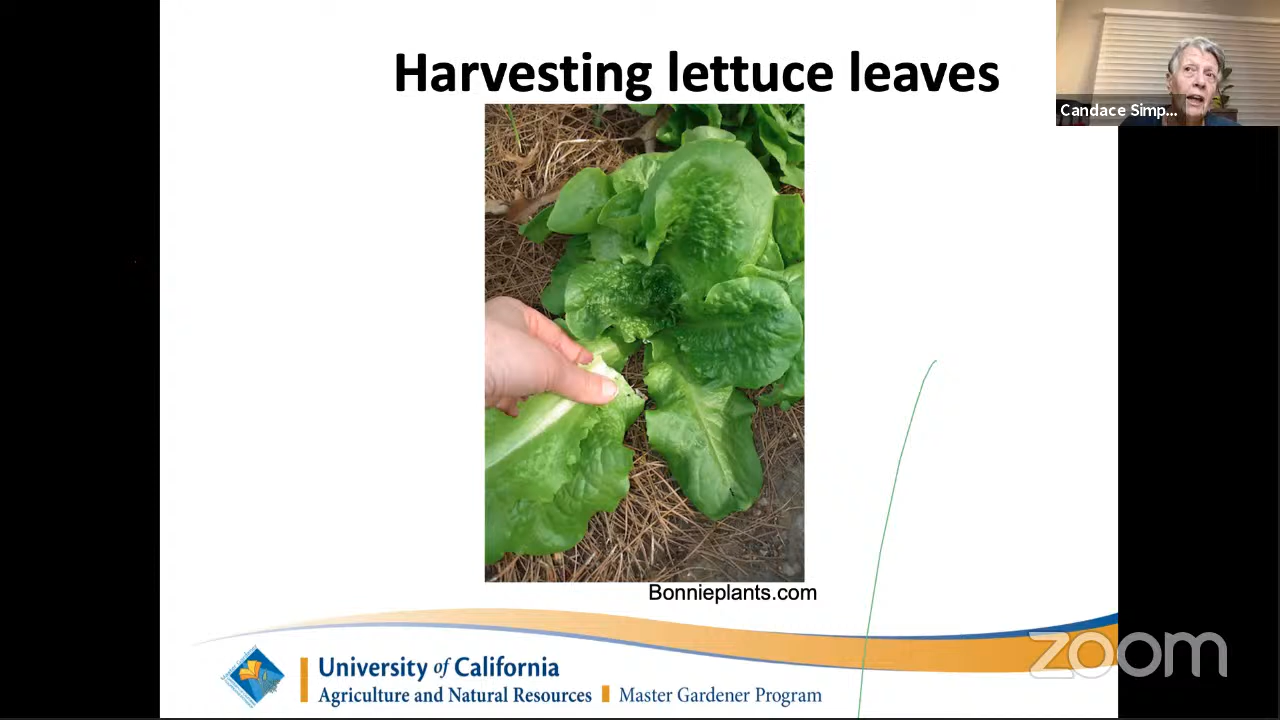 Harvesting lettuce leaves
Candace Simp...
Bonnieplants.com
University of California
Agriculture and Natural Resources
Master Gardener Program
zoom